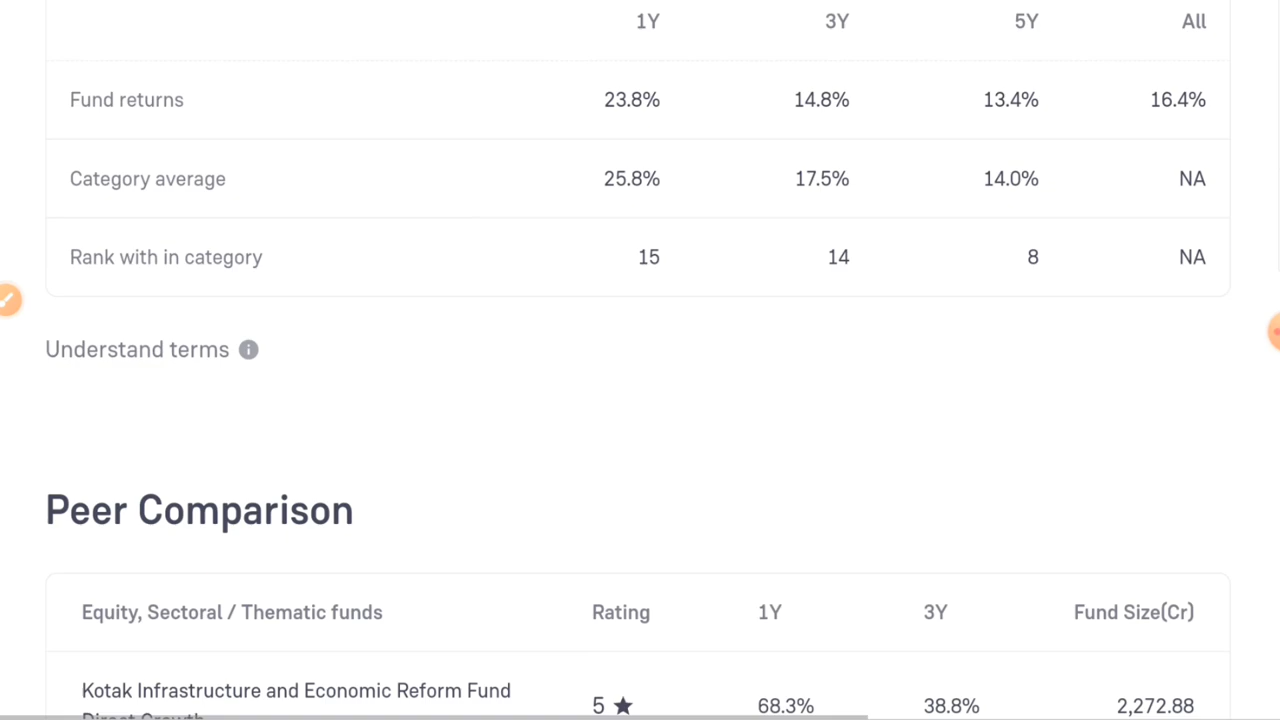 1Y 3Y 5Y All
Fund returns 23.8% 14.8% 13.4% 16.4%
Category average 25.8% 17.5% 14.0% NA
Rank with in category 15 14 8 NA
Understand terms
Peer Comparison
Equity, Sectoral / Thematic funds Rating 1Y 3Y Fund Size(Cr)
Kotak Infrastructure and Economic Reform Fund
Direct Growth
5 ★ 68.3% 38.8% 2,272.88